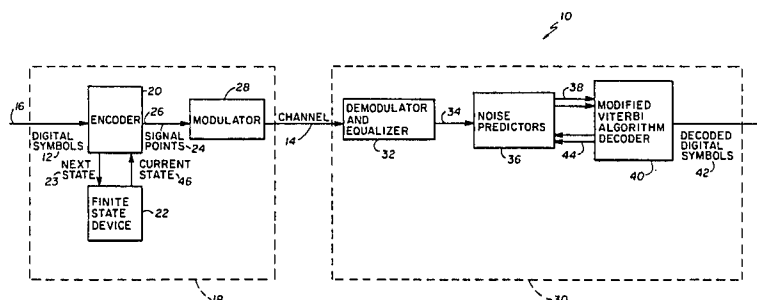 10
20
28
38
16
26
ENCODER
MODULATOR
CHANNEL
DEMODULATOR
AND
EQUALIZER
34
NOISE
PREDICTORS
MODIFIED
VITERBI
ALGORITHM
DECODER
DECODED
DIGITAL
SYMBOLS
DIGITAL
SYMBOLS
12
SIGNAL
POINTS
24
14
32
36
44
40
42
NEXT
STATE
23
CURRENT
STATE
46
FINITE
STATE
DEVICE
22
18
30